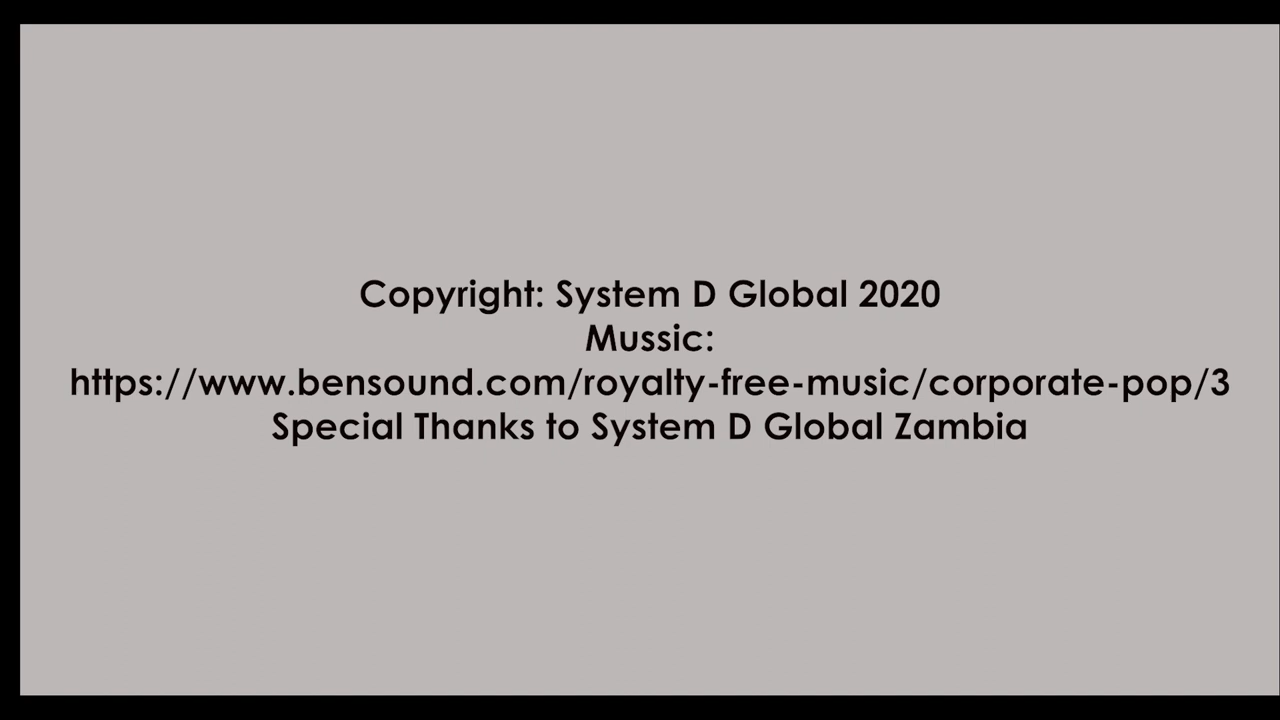 Copyright: System D Global 2020
Mussic:
https://www.bensound.com/royalty-free-music/corporate-pop/3
Special Thanks to System D Global Zambia